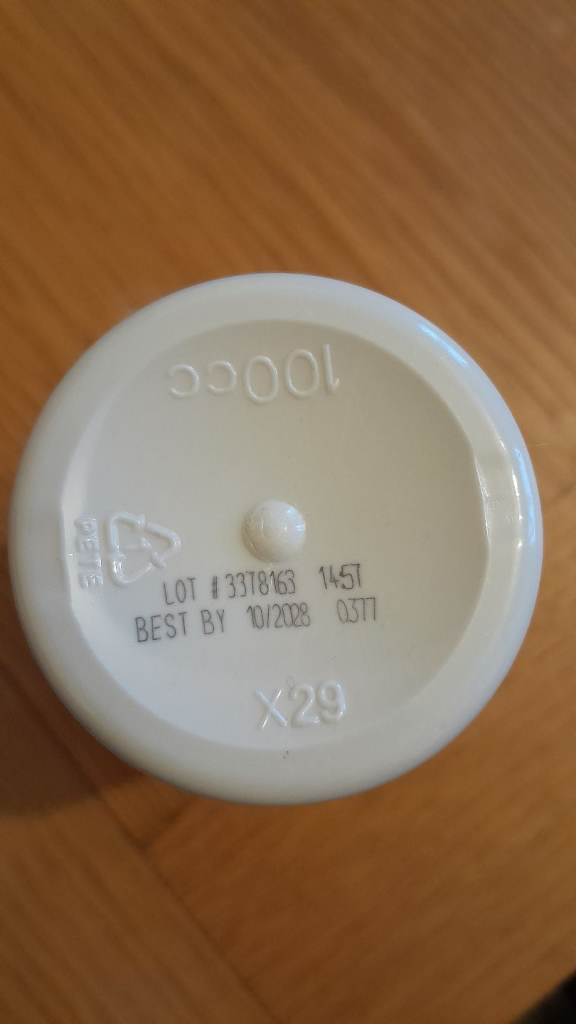 100cc
PETE
LOT # 33T8163 1457
BEST BY 10/2028 0377
X29